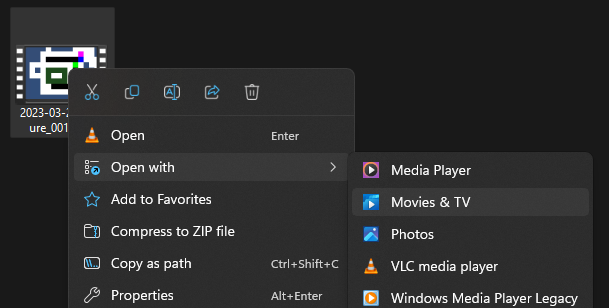 2023-03-2
ure_001
Open Enter
Open with
Add to Favorites
Compress to ZIP file
Copy as path Ctrl+Shift+C
Properties Alt+Enter
Media Player
Movies & TV
Photos
VLC media player
Windows Media Player Legacy